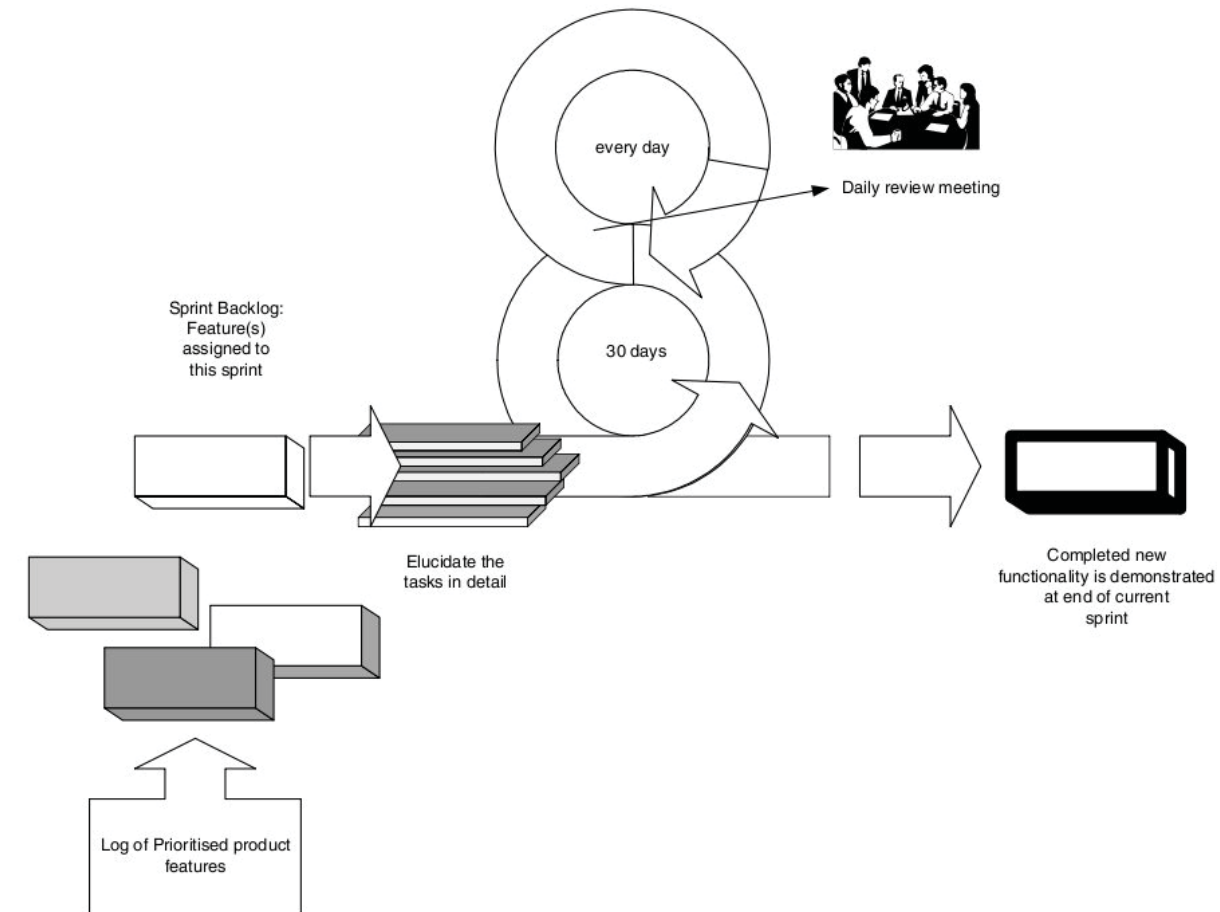 every day
Daily review meeting
Sprint Backlog:
Feature(s)
assigned to
this sprint
30 days
Elucidate the
tasks in detail
Completed new
functionality is demonstrated
at end of current
sprint
Log of Prioritised product
features